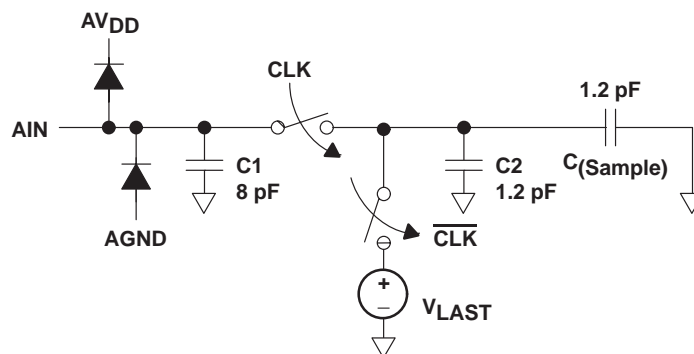 AVDD
CLK
1.2 pF
AIN
C1
8 pF
C2
1.2 pF
C(Sample)
AGND
CLK
+
–
VLAST